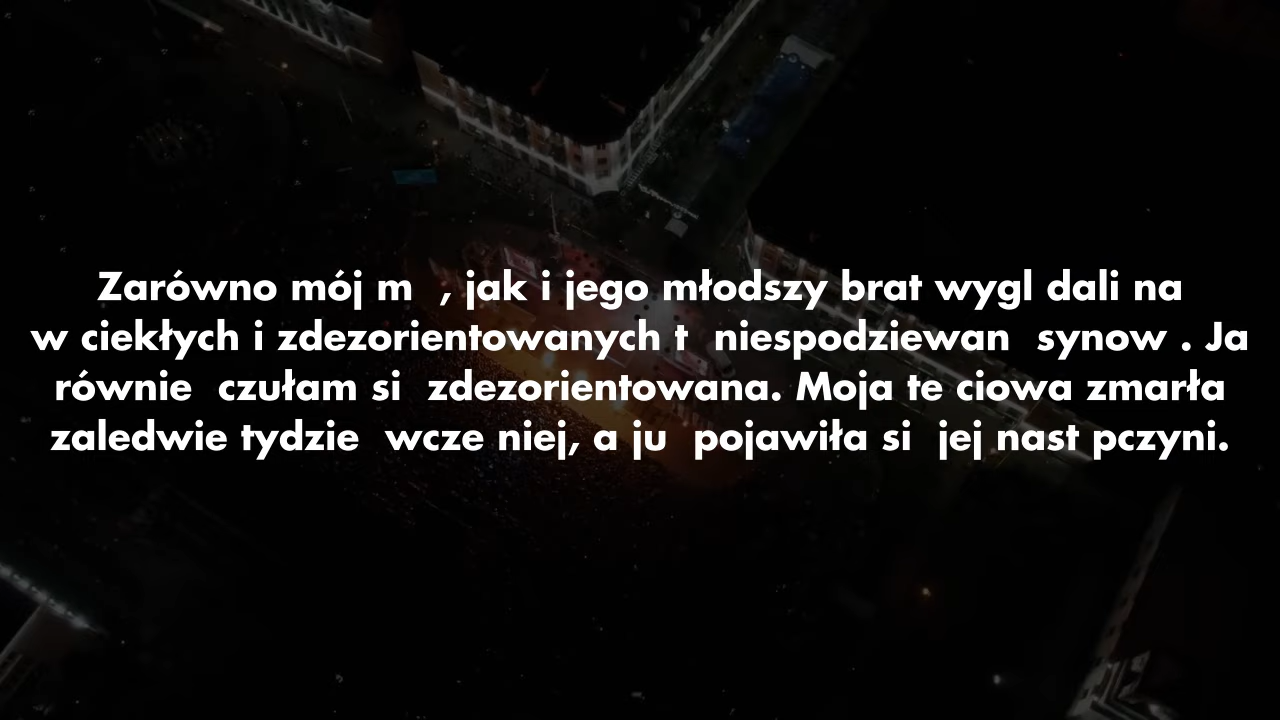 Zarówno mój m  , jak i jego młodszy brat wygl dali na
w ciekłych i zdezorientowanych t  niespodziewan  synow . Ja
równie  czułam si  zdezorientowana. Moja te ciowa zmarła
zaledwie tydzie  wcze niej, a ju  pojawiła si  jej nast pczyni.